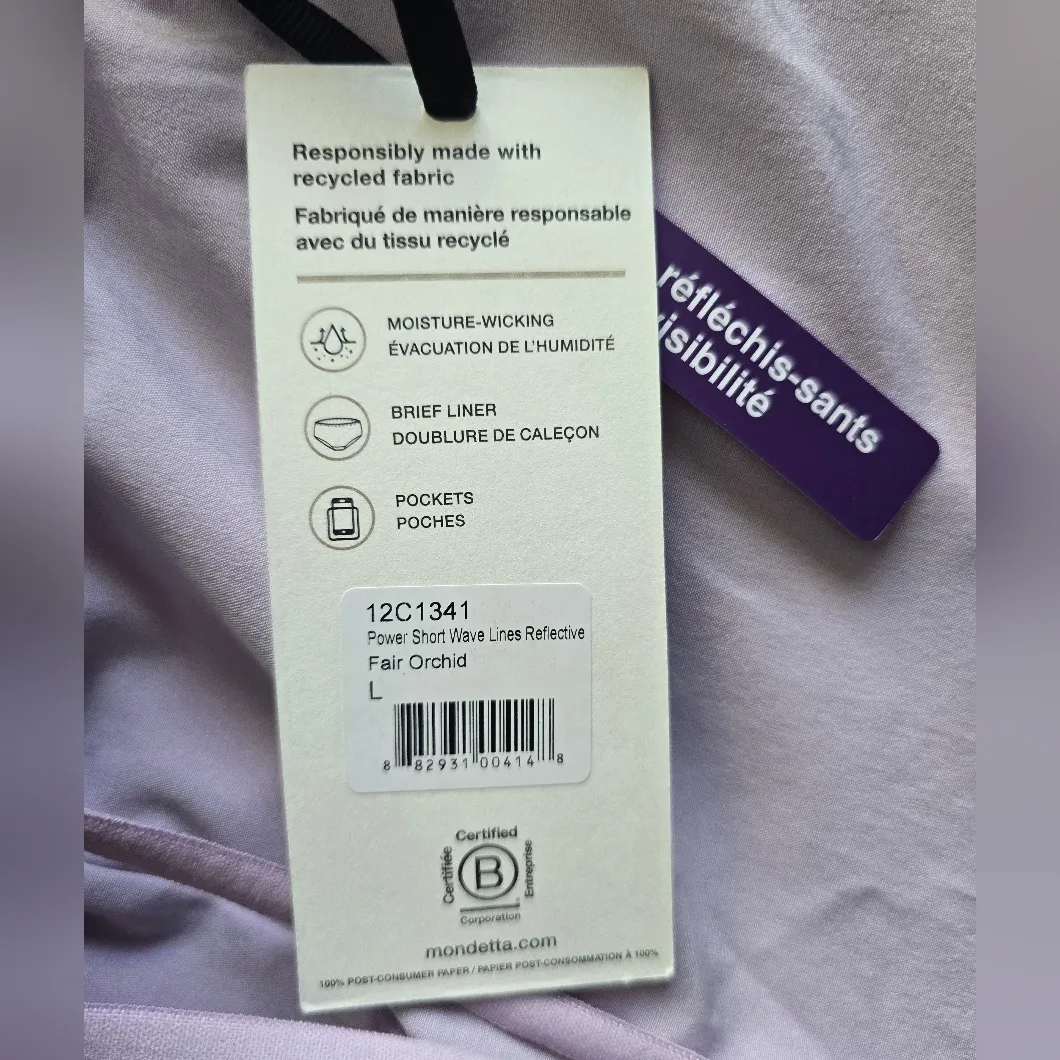 Responsibly made with
recycled fabric
Fabriqué de manière responsable
avec du tissu recyclé
MOISTURE-WICKING
ÉVACUATION DE L'HUMIDITÉ
BRIEF LINER
DOUBLURE DE CALEÇON
POCKETS
POCHES
12C1341
Power Short Wave Lines Reflective
Fair Orchid
L
8 82931 00414 8
Certified
Certifiée
B
Entreprise
Corporation
mondetta.com
100% POST-CONSUMER PAPER / PAPIER POST-CONSOMMATION À 100%
réfléchis-sants
visibilité